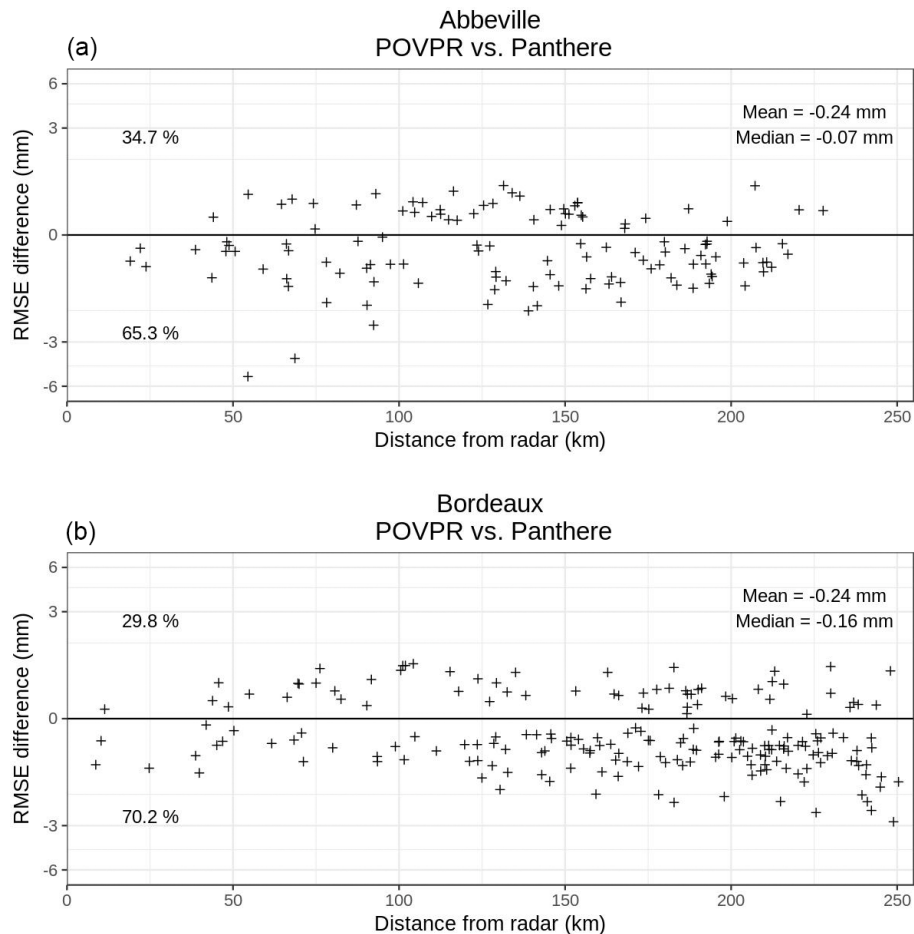 Abbeville
(a)
POVPR vs. Panthere
6
3
0
-3
-6
RMSE difference (mm)
34.7 %
Mean = -0.24 mm
Median = -0.07 mm
65.3 %
0
50
100
150
200
250
Distance from radar (km)
Bordeaux
(b)
POVPR vs. Panthere
6
3
0
-3
-6
RMSE difference (mm)
29.8 %
Mean = -0.24 mm
Median = -0.16 mm
70.2 %
0
50
100
150
200
250
Distance from radar (km)